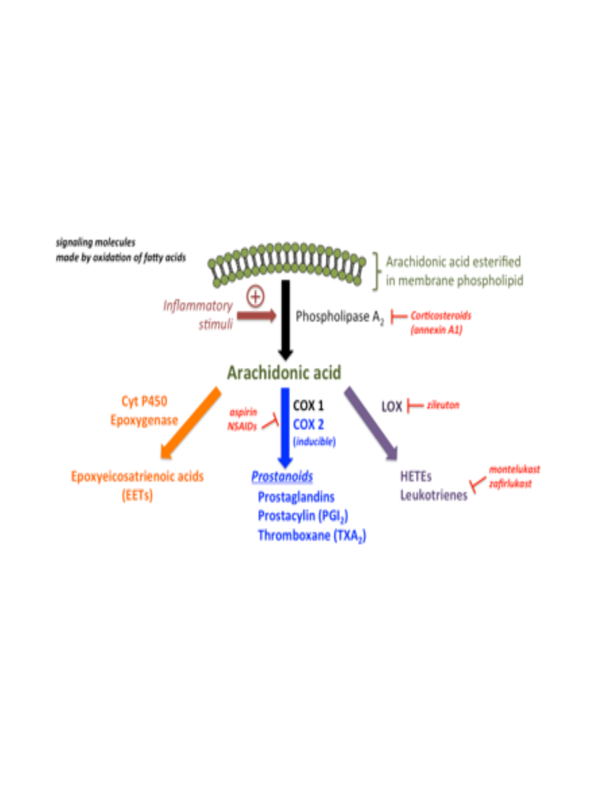 signaling molecules
made by oxidation of fatty acids
Arachidonic acid esterified
in membrane phospholipid
+
Inflammatory
stimuli
Phospholipase A2
Corticosteroids
(annexin A1)
Arachidonic acid
Cyt P450
Epoxygenase
aspirin
NSAIDs
COX 1
COX 2
(inducible)
LOX
zileuton
Epoxyeicosatrienoic acids
(EETs)
Prostanoids
Prostaglandins
Prostacylin (PGI2)
Thromboxane (TXA2)
HETEs
Leukotrienes
montelukast
zafirlukast